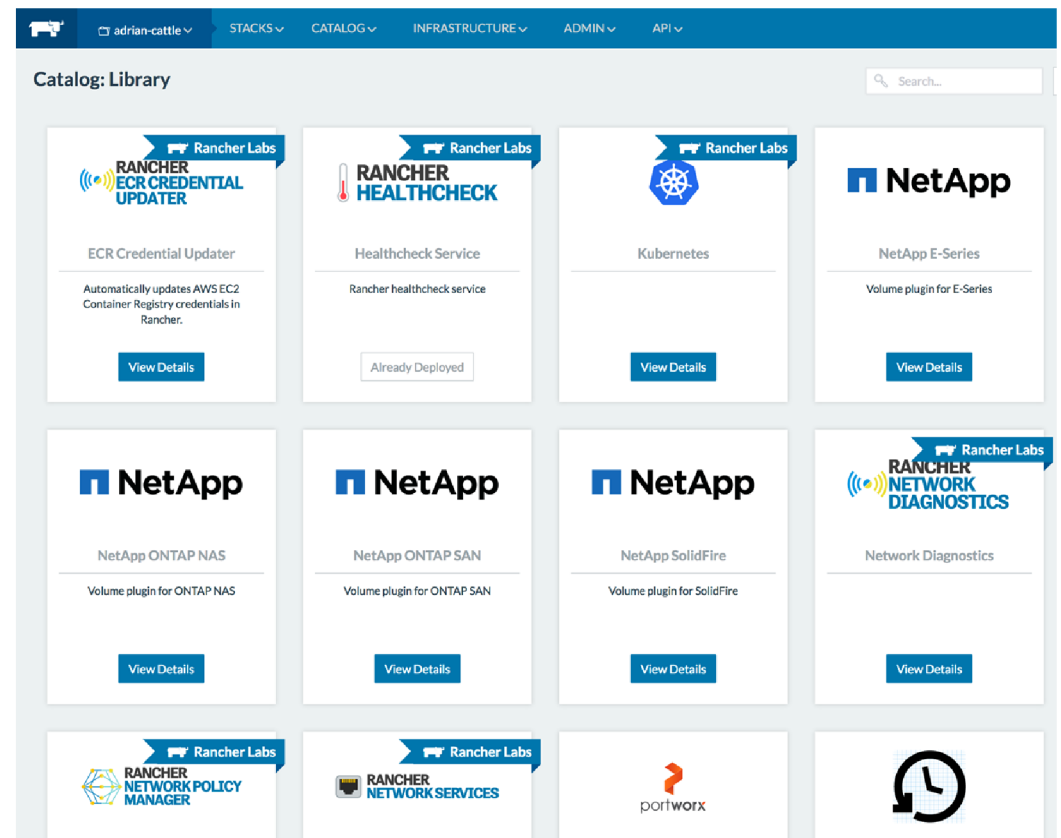 adrian-cattle STACKS CATALOG INFRASTRUCTURE ADMIN API
Catalog: Library
Search...
Rancher Labs
RANCHER
ECR CREDENTIAL
UPDATER
ECR Credential Updater
Automatically updates AWS EC2
Container Registry credentials in
Rancher.
View Details
Rancher Labs
RANCHER
HEALTHCHECK
Healthcheck Service
Rancher healthcheck service
Already Deployed
Rancher Labs
Kubernetes
View Details
NetApp
NetApp E-Series
Volume plugin for E-Series
View Details
NetApp
NetApp ONTAP NAS
Volume plugin for ONTAP NAS
View Details
NetApp
NetApp ONTAP SAN
Volume plugin for ONTAP SAN
View Details
NetApp
NetApp SolidFire
Volume plugin for SolidFire
View Details
Rancher Labs
RANCHER
NETWORK
DIAGNOSTICS
Network Diagnostics
View Details
Rancher Labs
RANCHER
NETWORK POLICY
MANAGER
Rancher Labs
RANCHER
NETWORK SERVICES
portworx